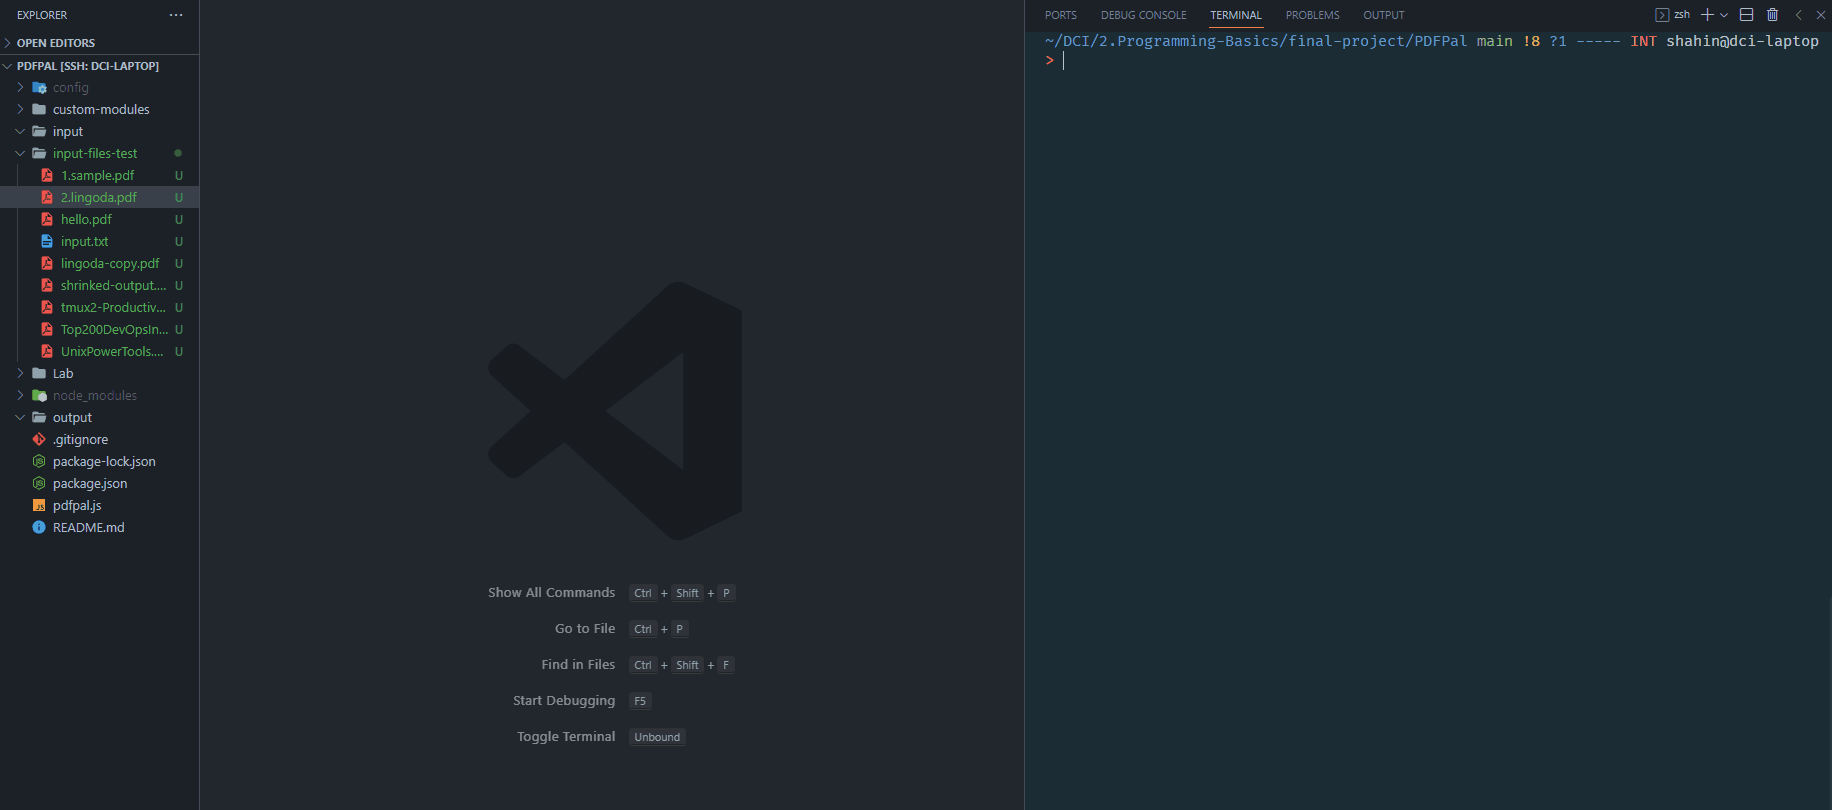 EXPLORER ···
OPEN EDITORS
PDFPAL [SSH: DCI-LAPTOP]
config
custom-modules
input
input-files-test
1.sample.pdf U
2.lingoda.pdf U
hello.pdf U
input.txt U
lingoda-copy.pdf U
shrinked-output.... U
tmux2-Productiv... U
Top200DevOpsIn... U
UnixPowerTools.... U
Lab
node_modules
output
.gitignore
package-lock.json
package.json
JS pdfpal.js
README.md
Show All Commands Ctrl + Shift + P
Go to File Ctrl + P
Find in Files Ctrl + Shift + F
Start Debugging F5
Toggle Terminal Unbound
PORTS DEBUG CONSOLE TERMINAL PROBLEMS OUTPUT zsh
~/DCI/2.Programming-Basics/final-project/PDFPal main !8 ?1 ----- INT shahin@dci-laptop
>